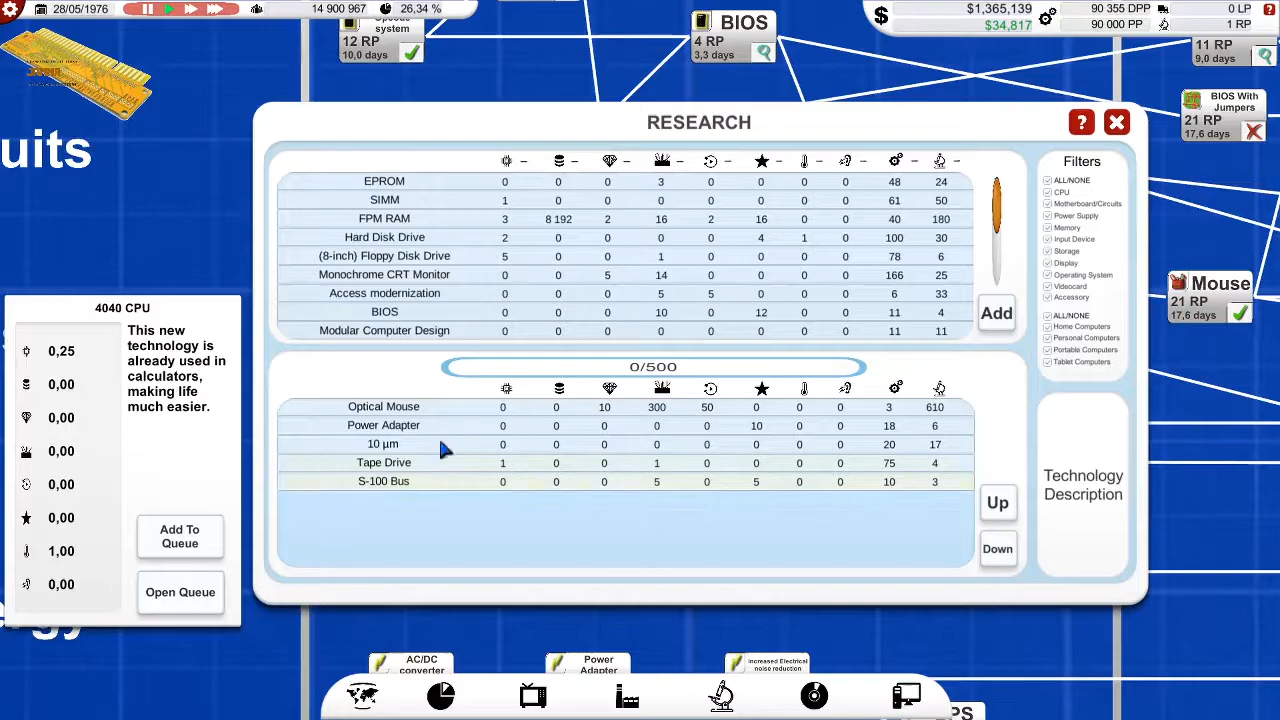 28/05/1976
14 900 967
26,34 %
$ $1,365,139
$34,817
90 355 DPP
90 000 PP
0 LP
1 RP
?
system
12 RP
10,0 days
BIOS
4 RP
3,3 days
11 RP
9,0 days
BIOS With
Jumpers
21 RP
17,6 days
uits
Mouse
21 RP
17,6 days
RESEARCH
?
EPROM 0 0 0 3 0 0 0 0 48 24
SIMM 1 0 0 0 0 0 0 0 61 50
FPM RAM 3 8 192 2 16 2 16 0 0 40 180
Hard Disk Drive 2 0 0 0 0 4 1 0 100 30
(8-inch) Floppy Disk Drive 5 0 0 1 0 0 0 0 78 6
Monochrome CRT Monitor 0 0 5 14 0 0 0 0 166 25
Access modernization 0 0 0 5 5 0 0 0 6 33
BIOS 0 0 0 10 0 12 0 0 11 4
Modular Computer Design 0 0 0 0 0 0 0 0 11 11
Add
Filters
ALL/NONE
CPU
Motherboard/Circuits
Power Supply
Memory
Input Device
Storage
Display
Operating System
Videocard
Accessory
ALL/NONE
Home Computers
Personal Computers
Portable Computers
Tablet Computers
0/500
Optical Mouse 0 0 10 300 50 0 0 0 3 610
Power Adapter 0 0 0 0 0 10 0 0 18 6
10 µm 0 0 0 0 0 0 0 0 20 17
Tape Drive 1 0 0 1 0 0 0 0 75 4
S-100 Bus 0 0 0 5 0 5 0 0 10 3
Up
Down
Technology
Description
4040 CPU
0,25
0,00
0,00
0,00
0,00
0,00
1,00
0,00
This new
technology is
already used in
calculators,
making life
much easier.
Add To
Queue
Open Queue
AC/DC
converter
Power
Adapter
Increased Electrical
noise reduction